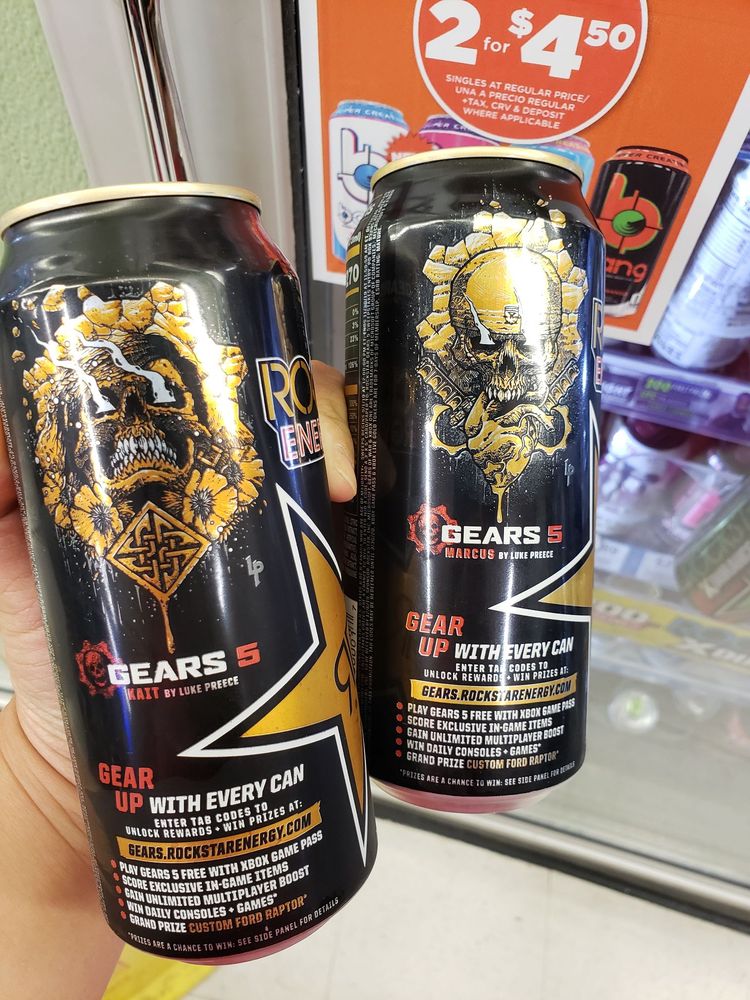 2 for $4.50
SINGLES AT REGULAR PRICE/
UNA A PRECIO REGULAR
+TAX, CRV & DEPOSIT
WHERE APPLICABLE
bang
RO
ENE
LP
GEARS 5
KAIT BY LUKE PREECE
GEAR
UP WITH EVERY CAN
ENTER TAB CODES TO
UNLOCK REWARDS + WIN PRIZES AT:
GEARS.ROCKSTARENERGY.COM
• PLAY GEARS 5 FREE WITH XBOX GAME PASS
• SCORE EXCLUSIVE IN-GAME ITEMS
• GAIN UNLIMITED MULTIPLAYER BOOST
• WIN DAILY CONSOLES + GAMES*
• GRAND PRIZE CUSTOM FORD RAPTOR*
*PRIZES ARE A CHANCE TO WIN: SEE SIDE PANEL FOR DETAILS
LP
GEARS 5
MARCUS BY LUKE PREECE
GEAR
UP WITH EVERY CAN
ENTER TAB CODES TO
UNLOCK REWARDS + WIN PRIZES AT:
GEARS.ROCKSTARENERGY.COM
• PLAY GEARS 5 FREE WITH XBOX GAME PASS
• SCORE EXCLUSIVE IN-GAME ITEMS
• GAIN UNLIMITED MULTIPLAYER BOOST
• WIN DAILY CONSOLES + GAMES*
• GRAND PRIZE CUSTOM FORD RAPTOR*
*PRIZES ARE A CHANCE TO WIN: SEE SIDE PANEL FOR DETAILS